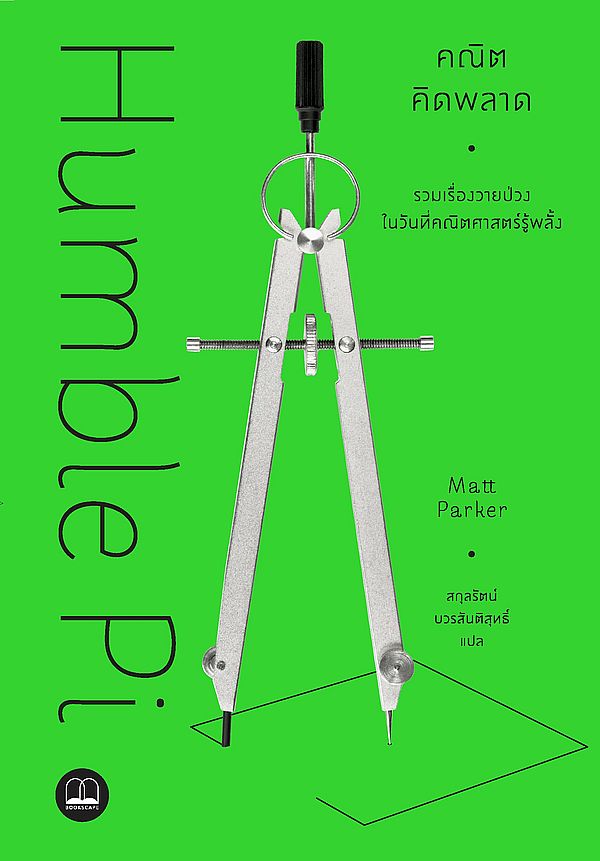 Humble Pi
คณิต
คิดพลาด
รวมเรื่องวายป่วง
ในวันที่คณิตศาสตร์รู้พลั้ง
Matt
Parker
สกุลรัตน์
บวรสันติสุทธิ์
แปล
BOOKSCAPE